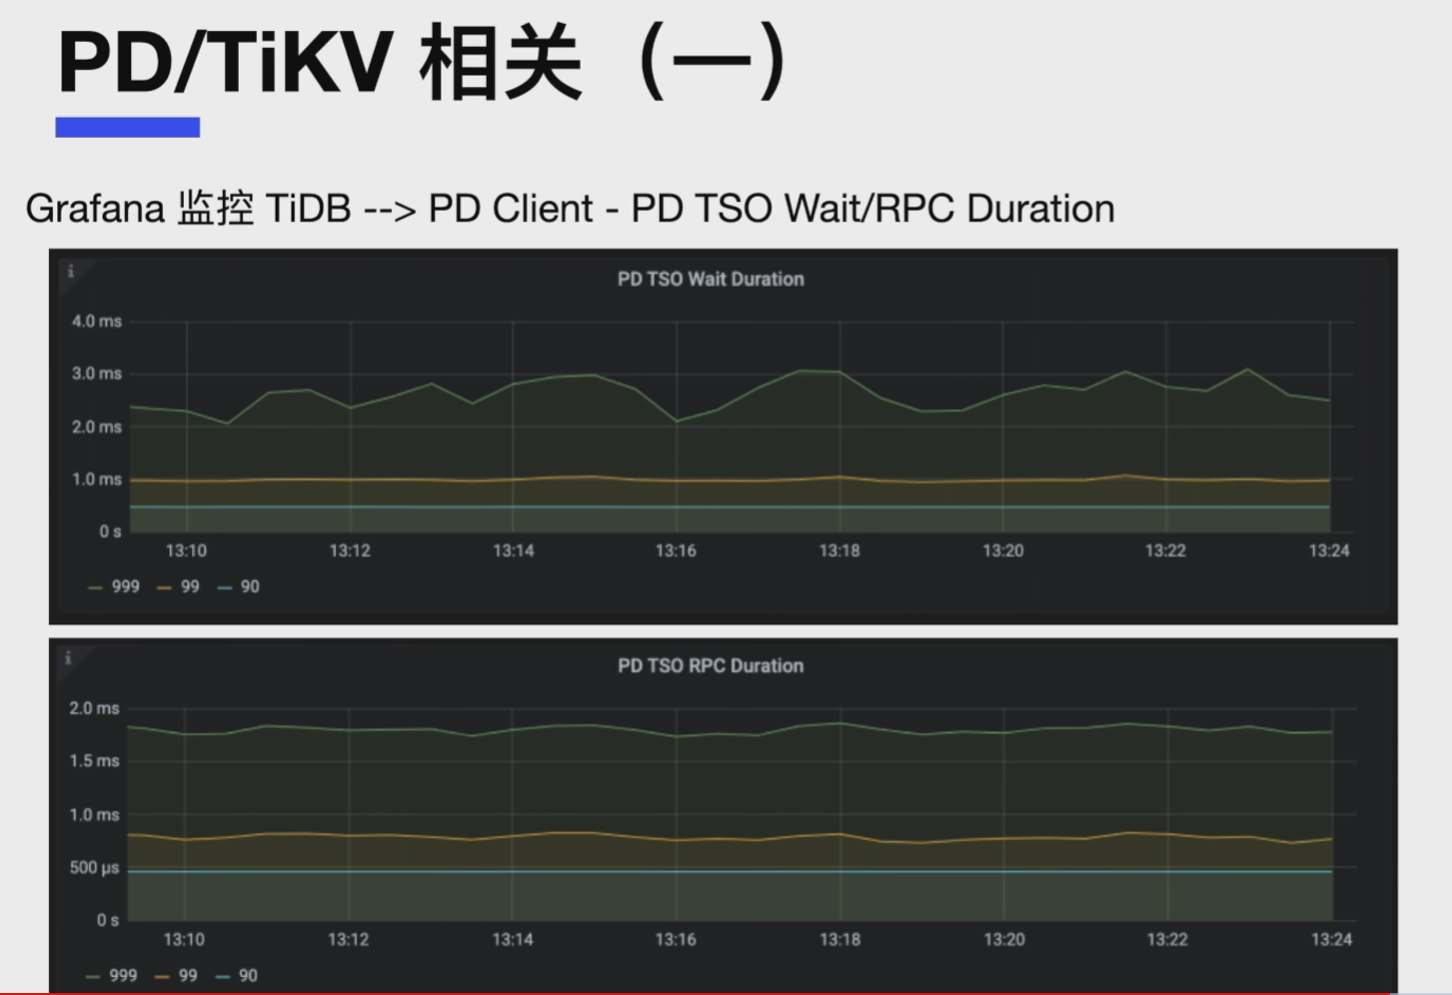 PD/TiKV 相关（一）
Grafana 监控 TiDB --> PD Client - PD TSO Wait/RPC Duration
i
PD TSO Wait Duration
4.0 ms
3.0 ms
2.0 ms
1.0 ms
0 s
13:10 13:12 13:14 13:16 13:18 13:20 13:22 13:24
999 99 90
i
PD TSO RPC Duration
2.0 ms
1.5 ms
1.0 ms
500 µs
0 s
13:10 13:12 13:14 13:16 13:18 13:20 13:22 13:24
999 99 90